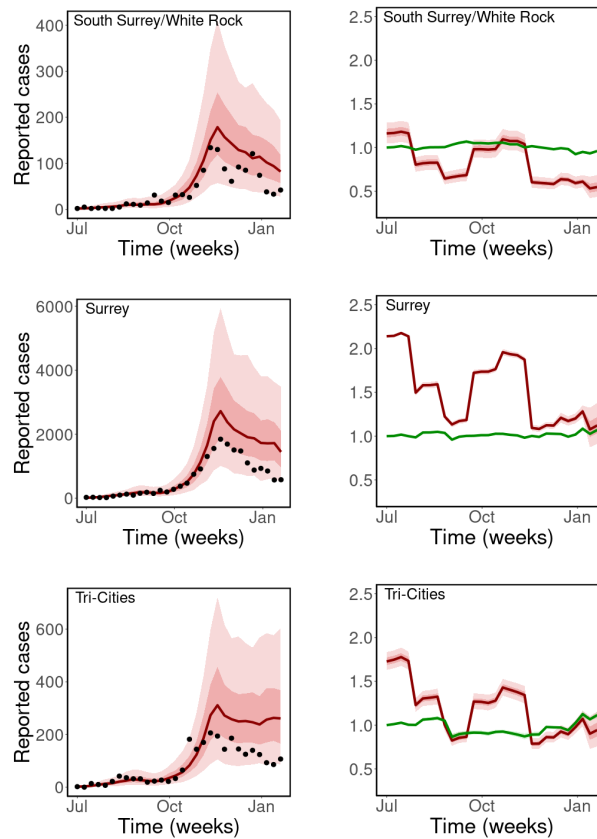 South Surrey/White Rock
400
300
200
100
0
Reported cases
Jul
Oct
Jan
Time (weeks)
South Surrey/White Rock
2.5
2.0
1.5
1.0
0.5
Jul
Oct
Jan
Time (weeks)
Surrey
6000
4000
2000
0
Reported cases
Jul
Oct
Jan
Time (weeks)
Surrey
2.5
2.0
1.5
1.0
0.5
Jul
Oct
Jan
Time (weeks)
Tri-Cities
600
400
200
0
Reported cases
Jul
Oct
Jan
Time (weeks)
Tri-Cities
2.5
2.0
1.5
1.0
0.5
Jul
Oct
Jan
Time (weeks)